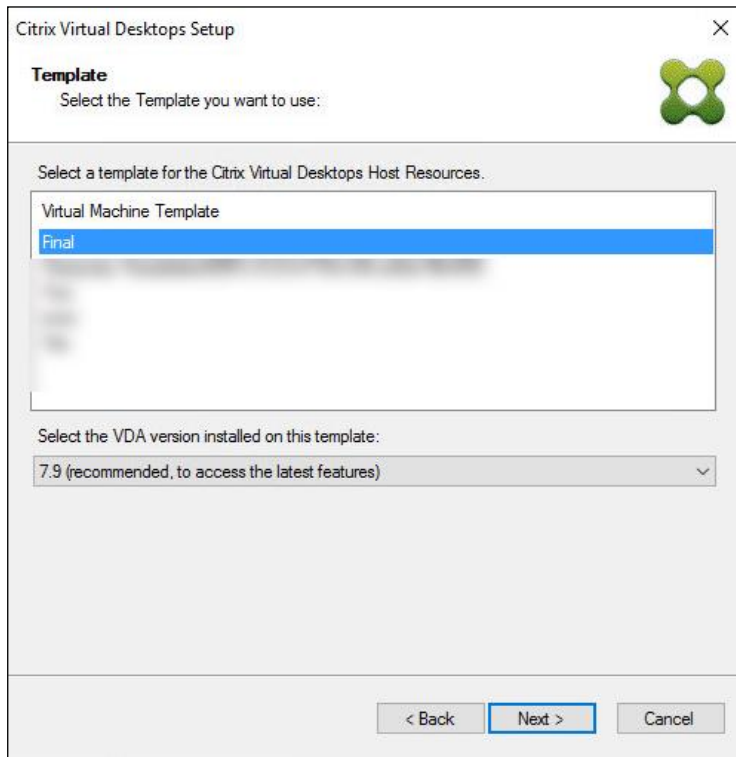 Citrix Virtual Desktops Setup
Template
Select the Template you want to use:
Select a template for the Citrix Virtual Desktops Host Resources.
Virtual Machine Template
Final
Select the VDA version installed on this template:
7.9 (recommended, to access the latest features)
< Back Next > Cancel